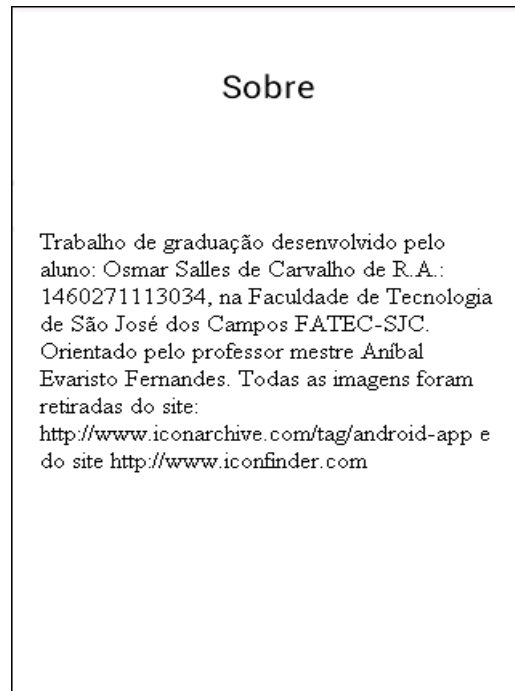 Sobre
Trabalho de graduação desenvolvido pelo
aluno: Osmar Salles de Carvalho de R.A.:
1460271113034, na Faculdade de Tecnologia
de São José dos Campos FATEC-SJC.
Orientado pelo professor mestre Aníbal
Evaristo Fernandes. Todas as imagens foram
retiradas do site:
http://www.iconarchive.com/tag/android-app e
do site http://www.iconfinder.com